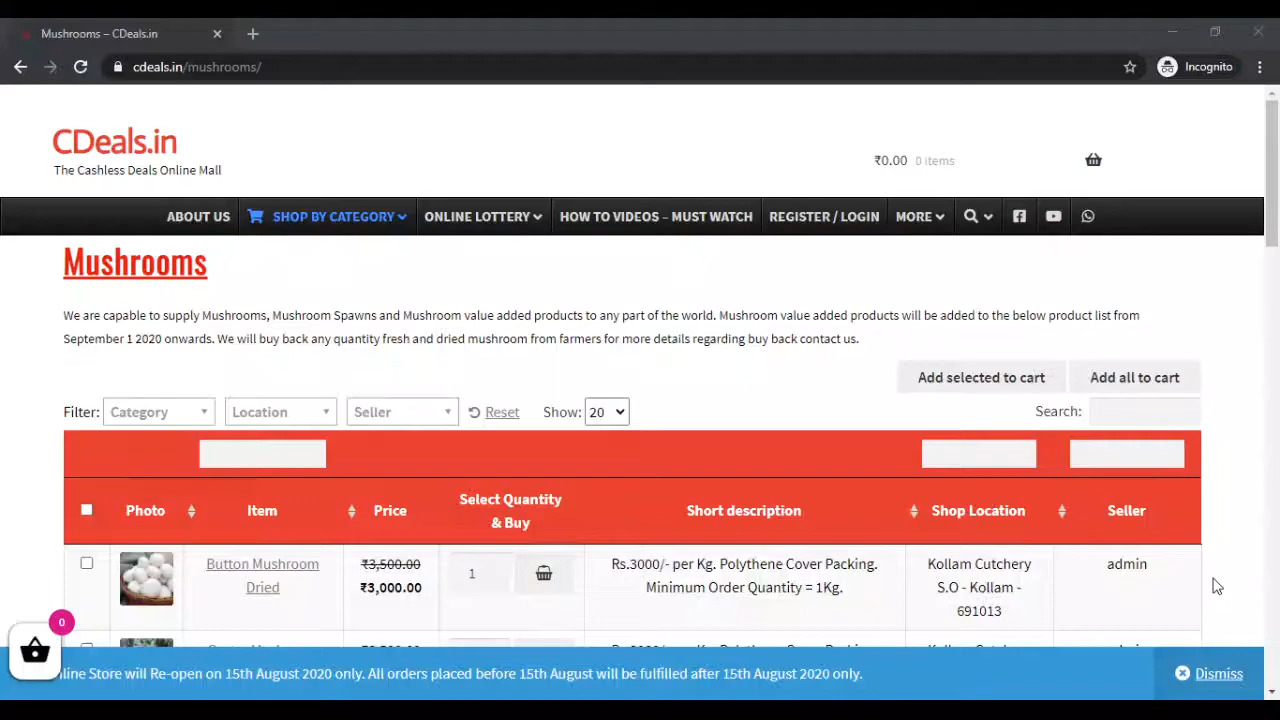 Mushrooms – CDeals.in
cdeals.in/mushrooms/
Incognito
CDeals.in
The Cashless Deals Online Mall
₹0.00 0 items
ABOUT US SHOP BY CATEGORY ONLINE LOTTERY HOW TO VIDEOS – MUST WATCH REGISTER / LOGIN MORE
Mushrooms
We are capable to supply Mushrooms, Mushroom Spawns and Mushroom value added products to any part of the world. Mushroom value added products will be added to the below product list from
September 1 2020 onwards. We will buy back any quantity fresh and dried mushroom from farmers for more details regarding buy back contact us.
Add selected to cart Add all to cart
Filter: Category Location Seller Reset Show: 20 Search:
Photo Item Price Select Quantity
& Buy Short description Shop Location Seller
Button Mushroom
Dried
₹3,500.00
₹3,000.00
1
Rs.3000/- per Kg. Polythene Cover Packing.
Minimum Order Quantity = 1Kg.
Kollam Cutchery
S.O - Kollam -
691013
admin
0
Store will Re-open on 15th August 2020 only. All orders placed before 15th August will be fulfilled after 15th August 2020 only.
Dismiss